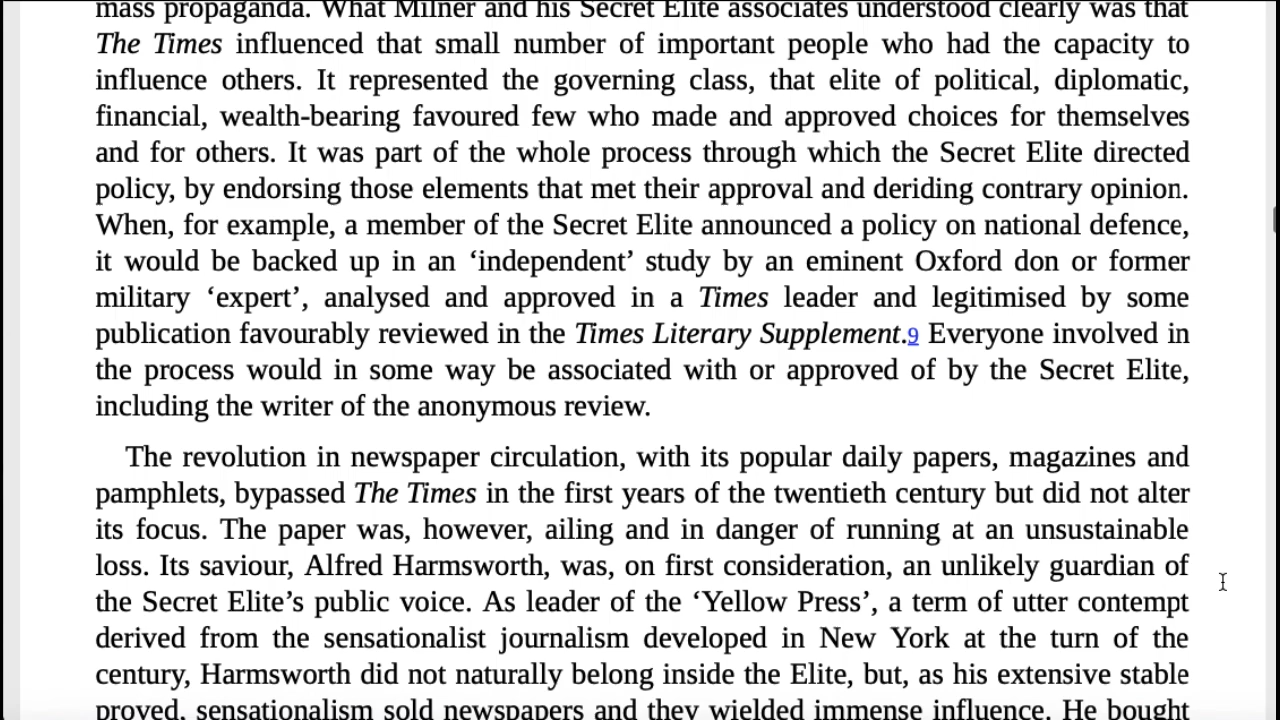 mass propaganda. What Milner and his Secret Elite associates understood clearly was that
The Times influenced that small number of important people who had the capacity to
influence others. It represented the governing class, that elite of political, diplomatic,
financial, wealth-bearing favoured few who made and approved choices for themselves
and for others. It was part of the whole process through which the Secret Elite directed
policy, by endorsing those elements that met their approval and deriding contrary opinion.
When, for example, a member of the Secret Elite announced a policy on national defence,
it would be backed up in an ‘independent’ study by an eminent Oxford don or former
military ‘expert’, analysed and approved in a Times leader and legitimised by some
publication favourably reviewed in the Times Literary Supplement.9 Everyone involved in
the process would in some way be associated with or approved of by the Secret Elite,
including the writer of the anonymous review.
The revolution in newspaper circulation, with its popular daily papers, magazines and
pamphlets, bypassed The Times in the first years of the twentieth century but did not alter
its focus. The paper was, however, ailing and in danger of running at an unsustainable
loss. Its saviour, Alfred Harmsworth, was, on first consideration, an unlikely guardian of
the Secret Elite’s public voice. As leader of the ‘Yellow Press’, a term of utter contempt
derived from the sensationalist journalism developed in New York at the turn of the
century, Harmsworth did not naturally belong inside the Elite, but, as his extensive stable
proved, sensationalism sold newspapers and they wielded immense influence. He bought